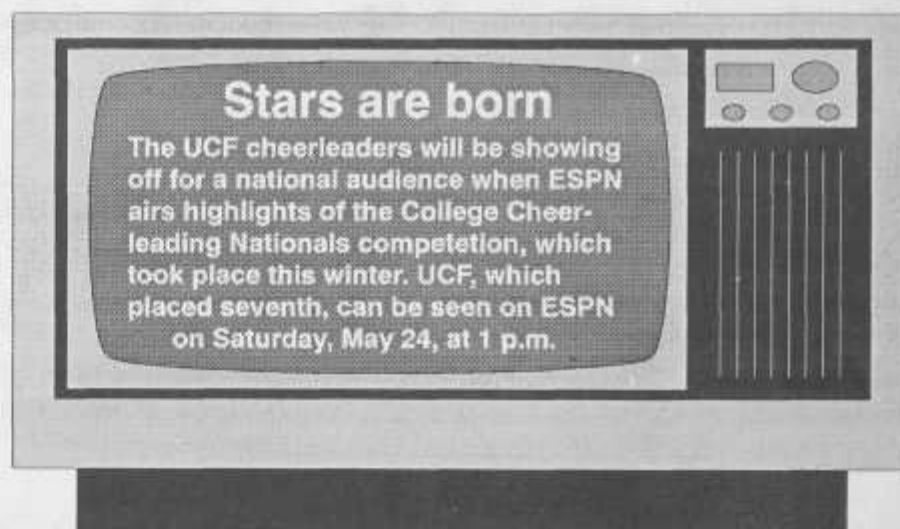 Stars are born
The UCF cheerleaders will be showing
off for a national audience when ESPN
airs highlights of the College Cheer-
leading Nationals competetion, which
took place this winter. UCF, which
placed seventh, can be seen on ESPN
on Saturday, May 24, at 1 p.m.